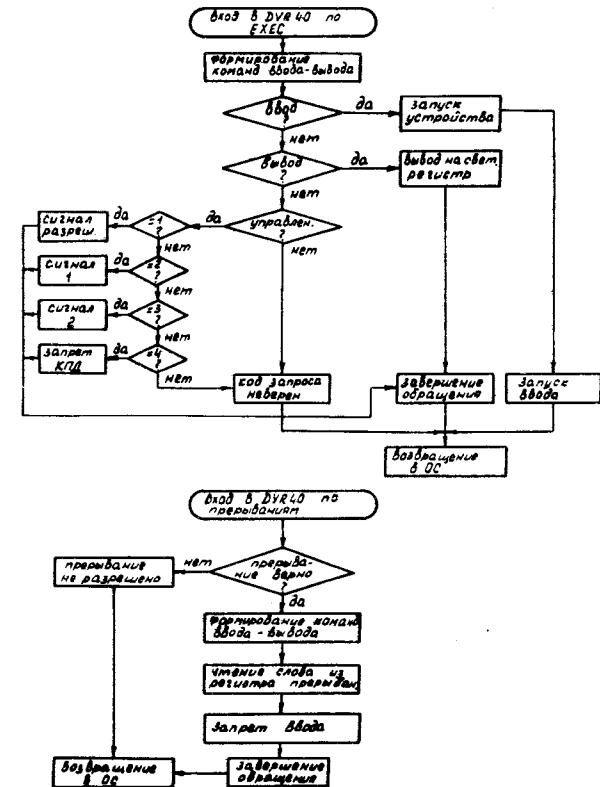 Вход в DVR40 по
EXEC
Формирование
команд ввода-вывода
Ввод
?
да
Запуск
устройства
нет
Вывод
?
да
Вывод на свет.
регистр
нет
управлен.
?
да
нет
=1
?
да
сигнал
разреш.
нет
=2
?
да
сигнал
1
нет
=3
?
да
сигнал
2
нет
=4
?
да
запрет
КПД
нет
код запроса
неверен
завершение
обращения
Запуск
ввода
возвращение
в ОС
Вход в DVR40 по
прерываниям
прерыва-
ние верно
?
нет
прерывание
не разрешено
да
Формирование команд
ввода-вывода
Чтение слова из
регистра прерыван.
Запрет ввода
завершение
обращения
Возвращение
в ОС